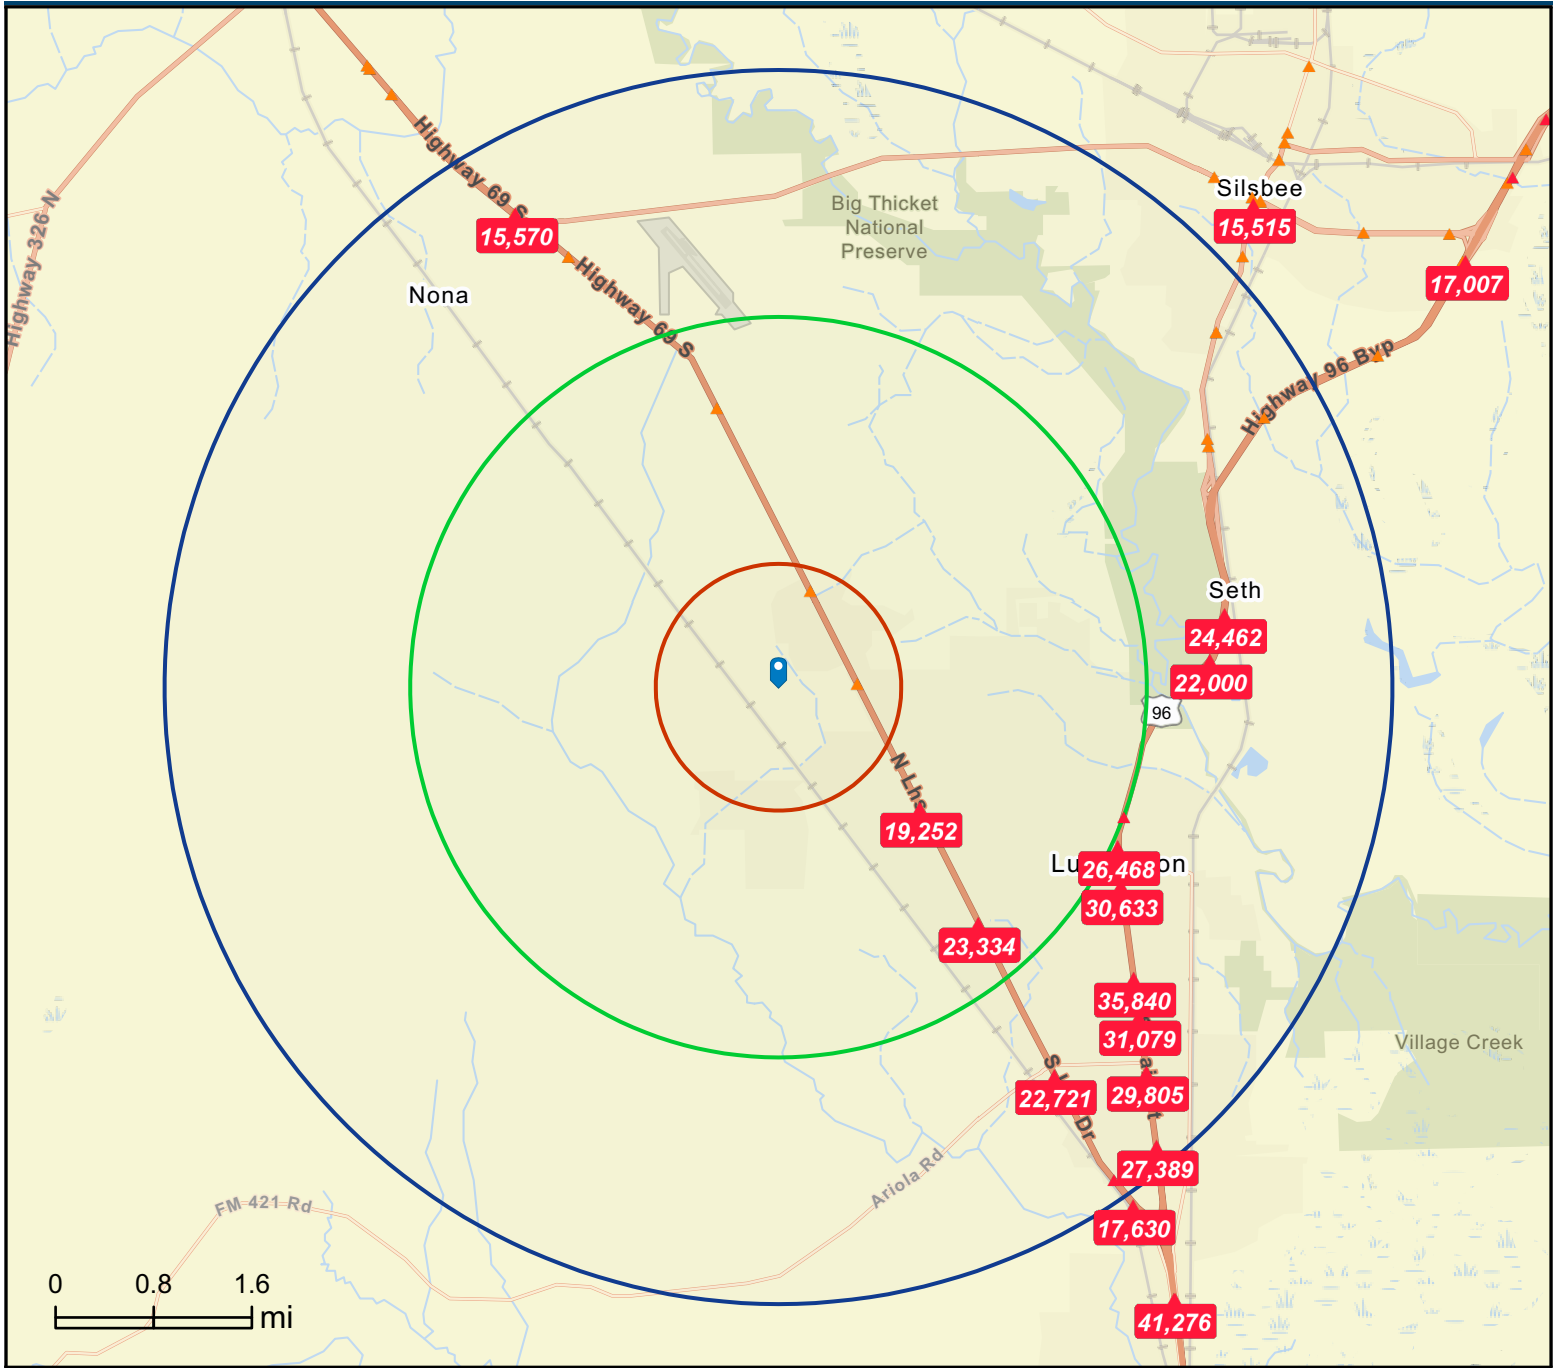 Highway 69 S
Highway 326 N
Silsbee
15,515
Big Thicket
National
Preserve
15,570
Highway 69 S
17,007
Nona
Highway 96 Byp
Seth
24,462
22,000
96
N Lhs
19,252
26,468
30,633
23,334
35,840
31,079
Village Creek
22,721
29,805
Dr
27,389
Ariola Rd
FM 421 Rd
17,630
0 0.8 1.6
mi
41,276